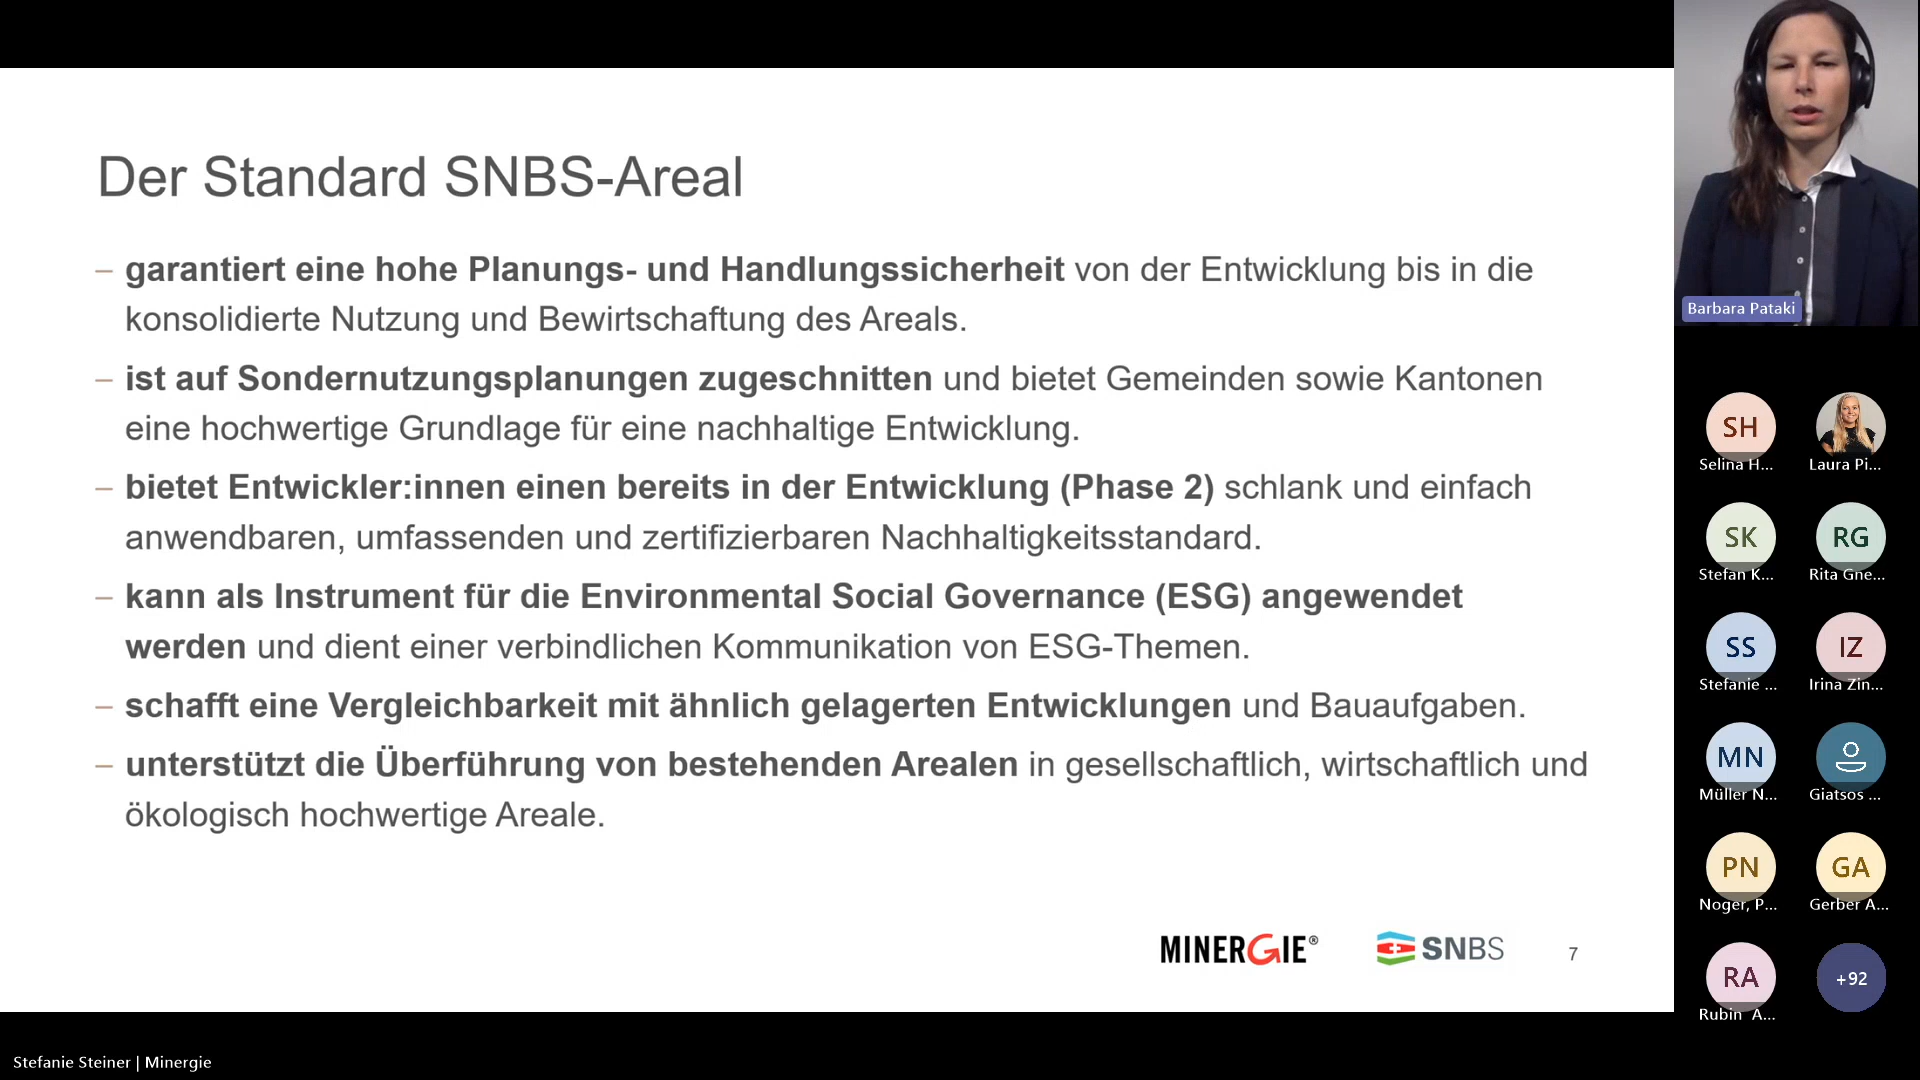 Der Standard SNBS-Areal
– garantiert eine hohe Planungs- und Handlungssicherheit von der Entwicklung bis in die
konsolidierte Nutzung und Bewirtschaftung des Areals.
– ist auf Sondernutzungsplanungen zugeschnitten und bietet Gemeinden sowie Kantonen
eine hochwertige Grundlage für eine nachhaltige Entwicklung.
– bietet Entwickler:innen einen bereits in der Entwicklung (Phase 2) schlank und einfach
anwendbaren, umfassenden und zertifizierbaren Nachhaltigkeitsstandard.
– kann als Instrument für die Environmental Social Governance (ESG) angewendet
werden und dient einer verbindlichen Kommunikation von ESG-Themen.
– schafft eine Vergleichbarkeit mit ähnlich gelagerten Entwicklungen und Bauaufgaben.
– unterstützt die Überführung von bestehenden Arealen in gesellschaftlich, wirtschaftlich und
ökologisch hochwertige Areale.
MINERGIE® SNBS 7
Barbara Pataki
SH
Selina H...
Laura Pi...
SK
Stefan K...
RG
Rita Gne...
SS
Stefanie ...
IZ
Irina Zin...
MN
Müller N...
Giatsos ...
PN
Noger, P...
GA
Gerber A...
RA
Rubin A...
+92
Stefanie Steiner | Minergie